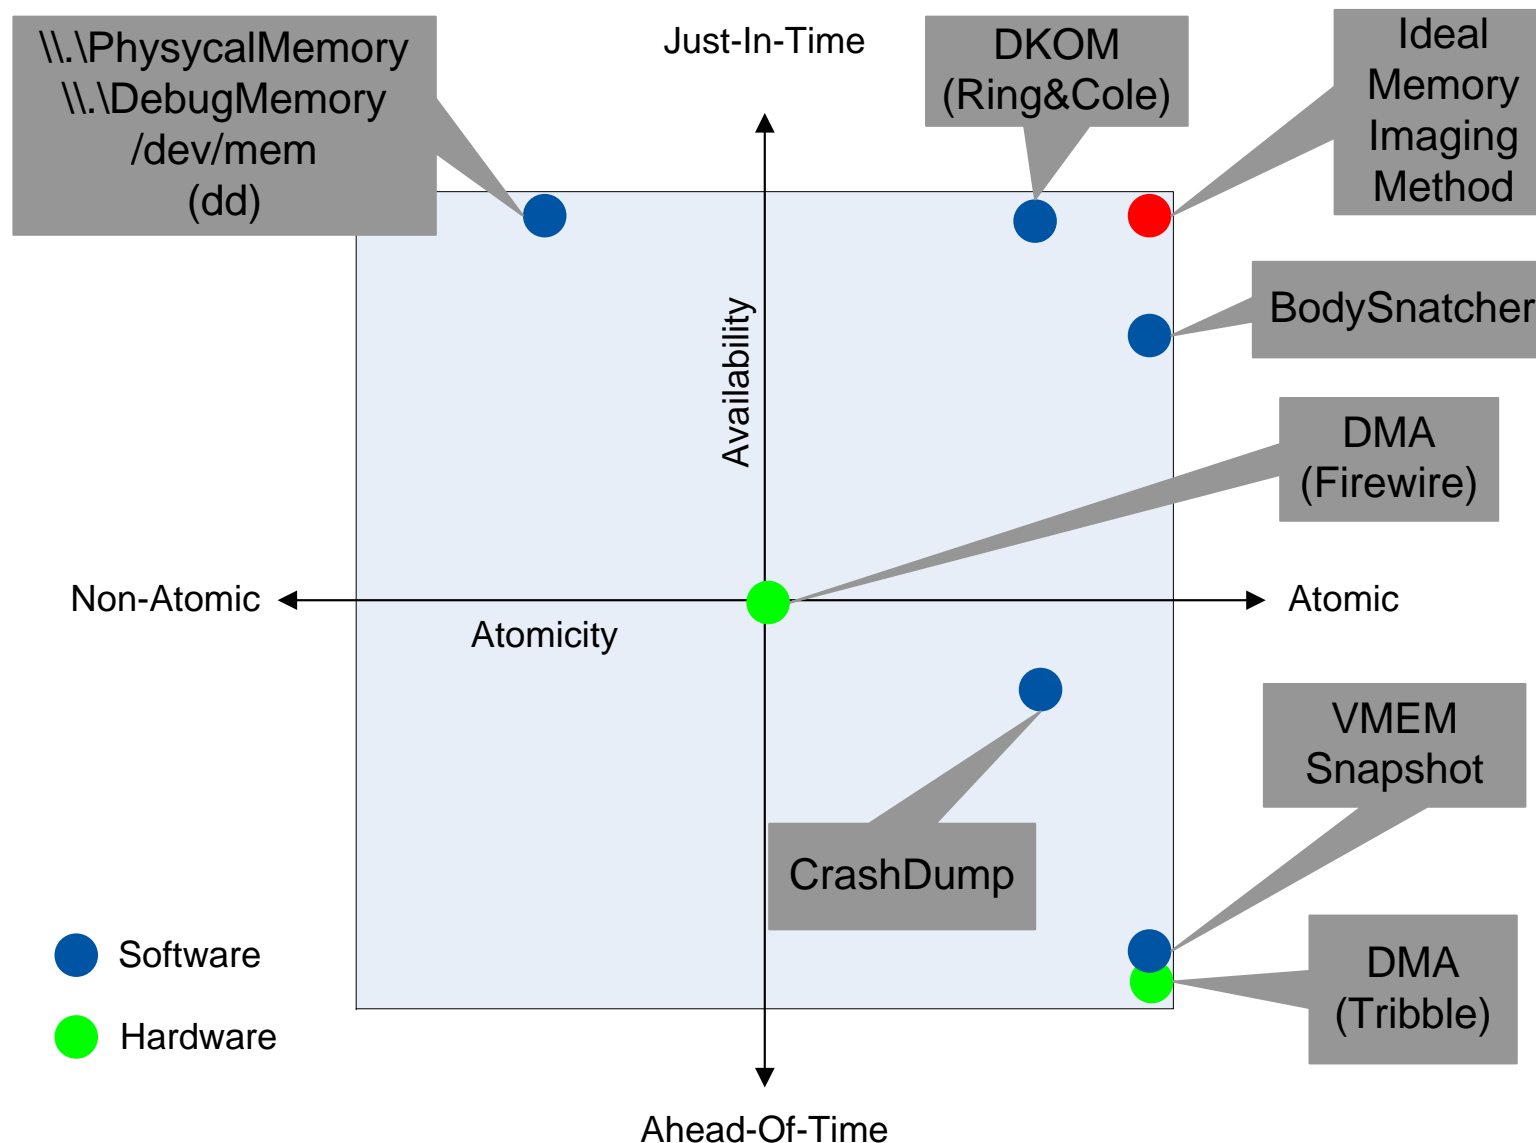 \\.\PhysycalMemory
\\.\DebugMemory
/dev/mem
(dd)
Just-In-Time
DKOM
(Ring&Cole)
Ideal
Memory
Imaging
Method
BodySnatcher
Availability
DMA
(Firewire)
Non-Atomic
Atomic
Atomicity
VMEM
Snapshot
CrashDump
Software
DMA
(Tribble)
Hardware
Ahead-Of-Time